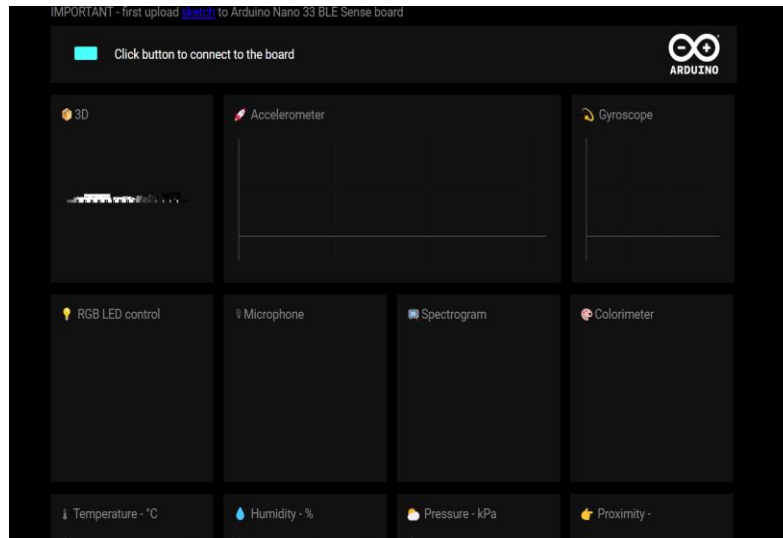 IMPORTANT - first upload sketch to Arduino Nano 33 BLE Sense board
Click button to connect to the board
ARDUINO
3D
Accelerometer
Gyroscope
RGB LED control
Microphone
Spectrogram
Colorimeter
Temperature - °C
Humidity - %
Pressure - kPa
Proximity -